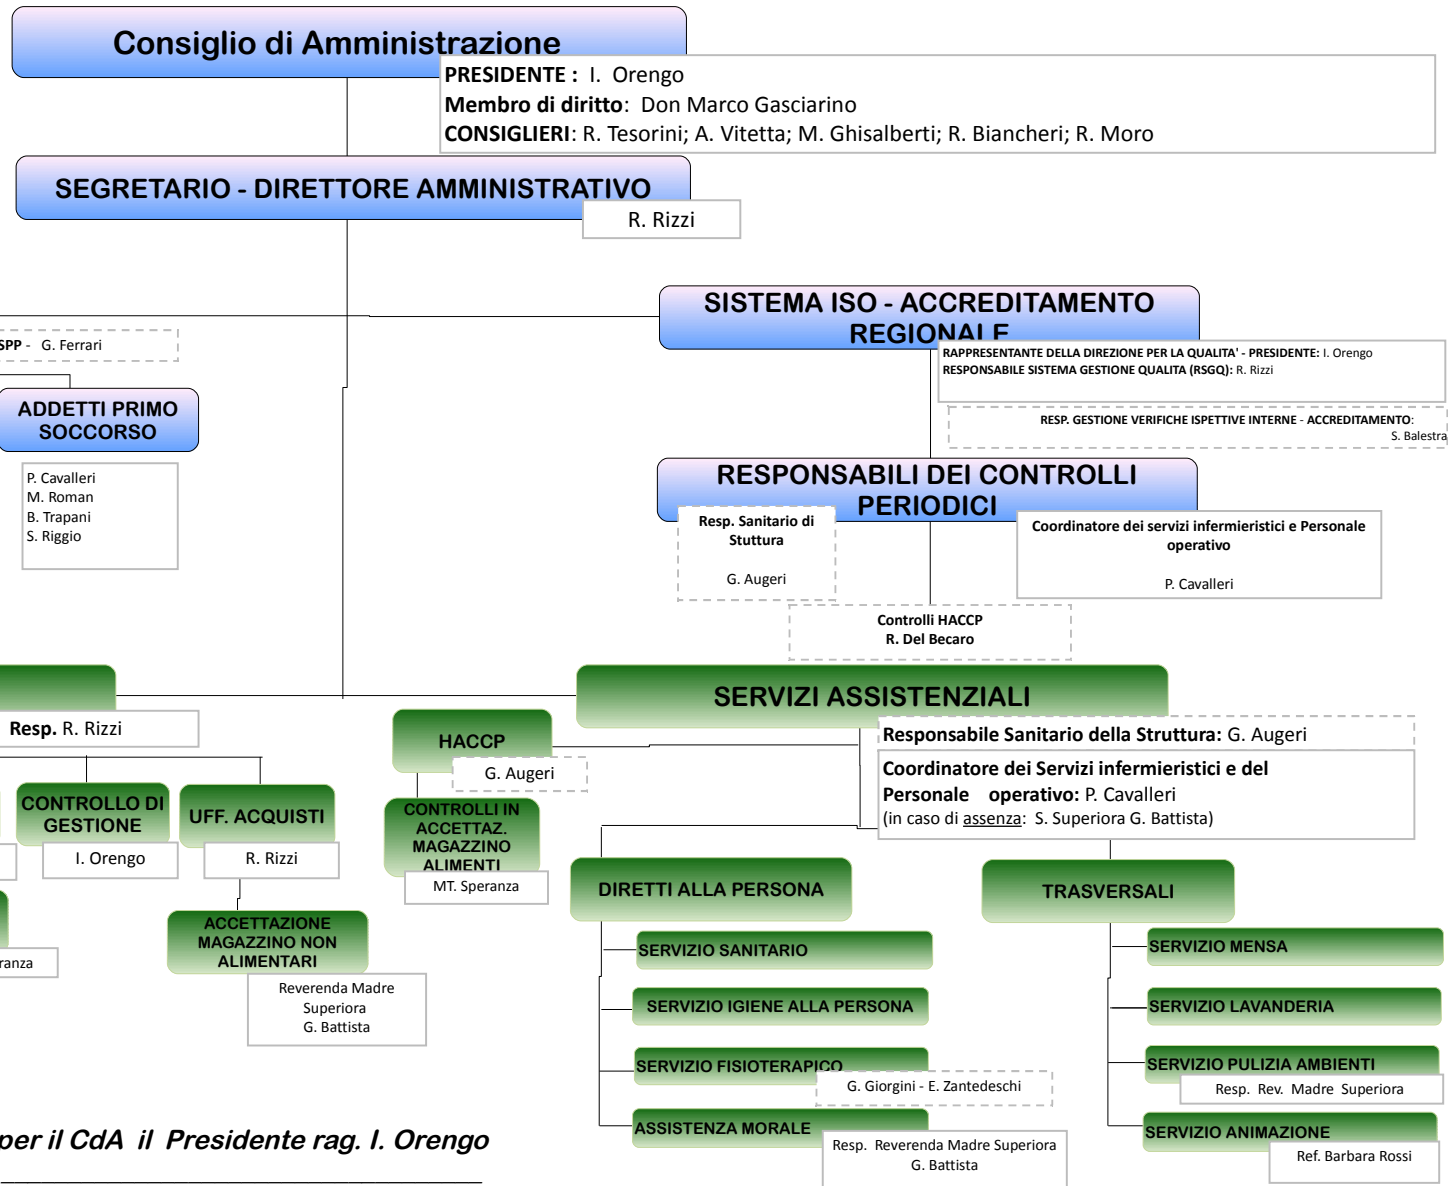 Consiglio di Amministrazione
PRESIDENTE : I. Orengo
Membro di diritto: Don Marco Gasciarino
CONSIGLIERI: R. Tesorini; A. Vitetta; M. Ghisalberti; R. Biancheri; R. Moro
SEGRETARIO - DIRETTORE AMMINISTRATIVO
R. Rizzi
SISTEMA ISO - ACCREDITAMENTO
REGIONALE
RAPPRESENTANTE DELLA DIREZIONE PER LA QUALITA' - PRESIDENTE: I. Orengo
RESPONSABILE SISTEMA GESTIONE QUALITA (RSGQ): R. Rizzi
RESP. GESTIONE VERIFICHE ISPETTIVE INTERNE - ACCREDITAMENTO:
S. Balestra
SPP - G. Ferrari
ADDETTI PRIMO
SOCCORSO
P. Cavalleri
M. Roman
B. Trapani
S. Riggio
RESPONSABILI DEI CONTROLLI
PERIODICI
Resp. Sanitario di
Stuttura
G. Augeri
Coordinatore dei servizi infermieristici e Personale
operativo
P. Cavalleri
Controlli HACCP
R. Del Becaro
Resp. R. Rizzi
CONTROLLO DI
GESTIONE
I. Orengo
UFF. ACQUISTI
R. Rizzi
ACCETTAZIONE
MAGAZZINO NON
ALIMENTARI
Reverenda Madre
Superiora
G. Battista
ranza
SERVIZI ASSISTENZIALI
Responsabile Sanitario della Struttura: G. Augeri
Coordinatore dei Servizi infermieristici e del
Personale operativo: P. Cavalleri
(in caso di assenza: S. Superiora G. Battista)
HACCP
G. Augeri
CONTROLLI IN
ACCETTAZ.
MAGAZZINO
ALIMENTI
MT. Speranza
DIRETTI ALLA PERSONA
SERVIZIO SANITARIO
SERVIZIO IGIENE ALLA PERSONA
SERVIZIO FISIOTERAPICO
G. Giorgini - E. Zantedeschi
ASSISTENZA MORALE
Resp. Reverenda Madre Superiora
G. Battista
TRASVERSALI
SERVIZIO MENSA
SERVIZIO LAVANDERIA
SERVIZIO PULIZIA AMBIENTI
Resp. Rev. Madre Superiora
SERVIZIO ANIMAZIONE
Ref. Barbara Rossi
per il CdA il Presidente rag. I. Orengo